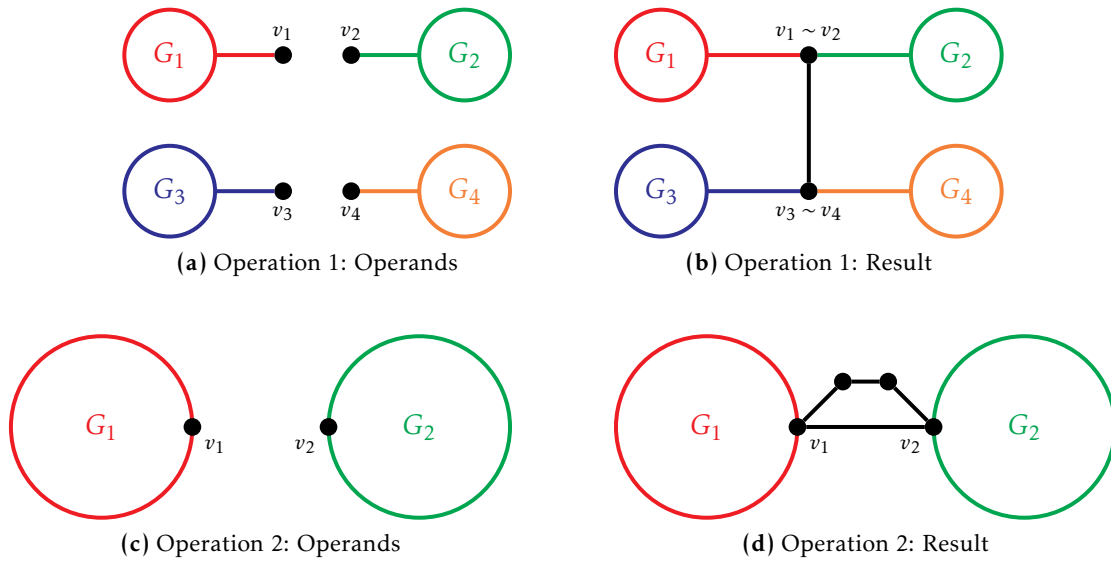 v₁ v₂ v₁ ~ v₂
G₁ G₂ G₁ G₂
G₃ G₄ G₃ G₄
v₃ v₄ v₃ ~ v₄
(a) Operation 1: Operands (b) Operation 1: Result
G₁ v₁ v₂ G₂ G₁ v₁ v₂ G₂
(c) Operation 2: Operands (d) Operation 2: Result